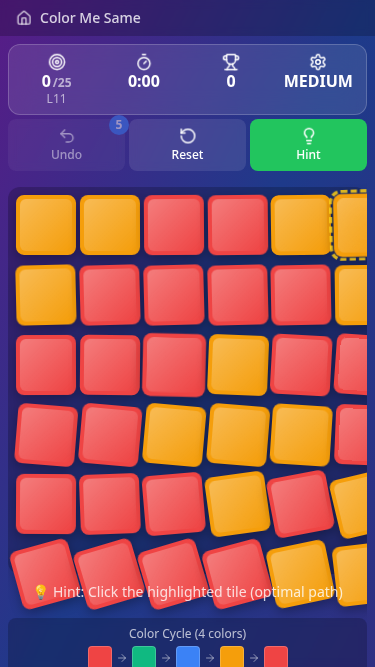 Color Me Same
0/25
0:00
0
MEDIUM
L11
5
Undo
Reset
Hint
💡 Hint: Click the highlighted tile (optimal path)
Color Cycle (4 colors)
→ → → →